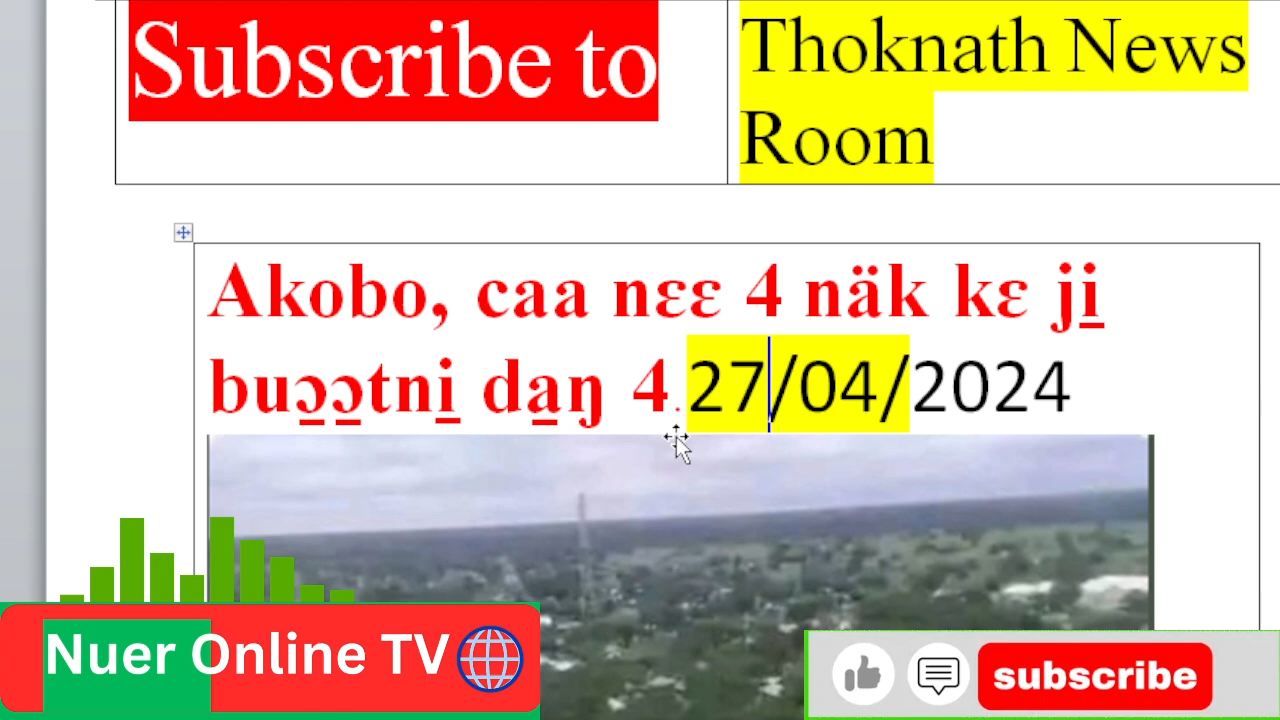 Subscribe to
Thoknath News
Room
Akobo, caa nɛɛ 4 näk kɛ ji̱
buɔ̱ɔ̱tni̱ da̱ŋ 4.27/04/2024
Nuer Online TV
subscribe